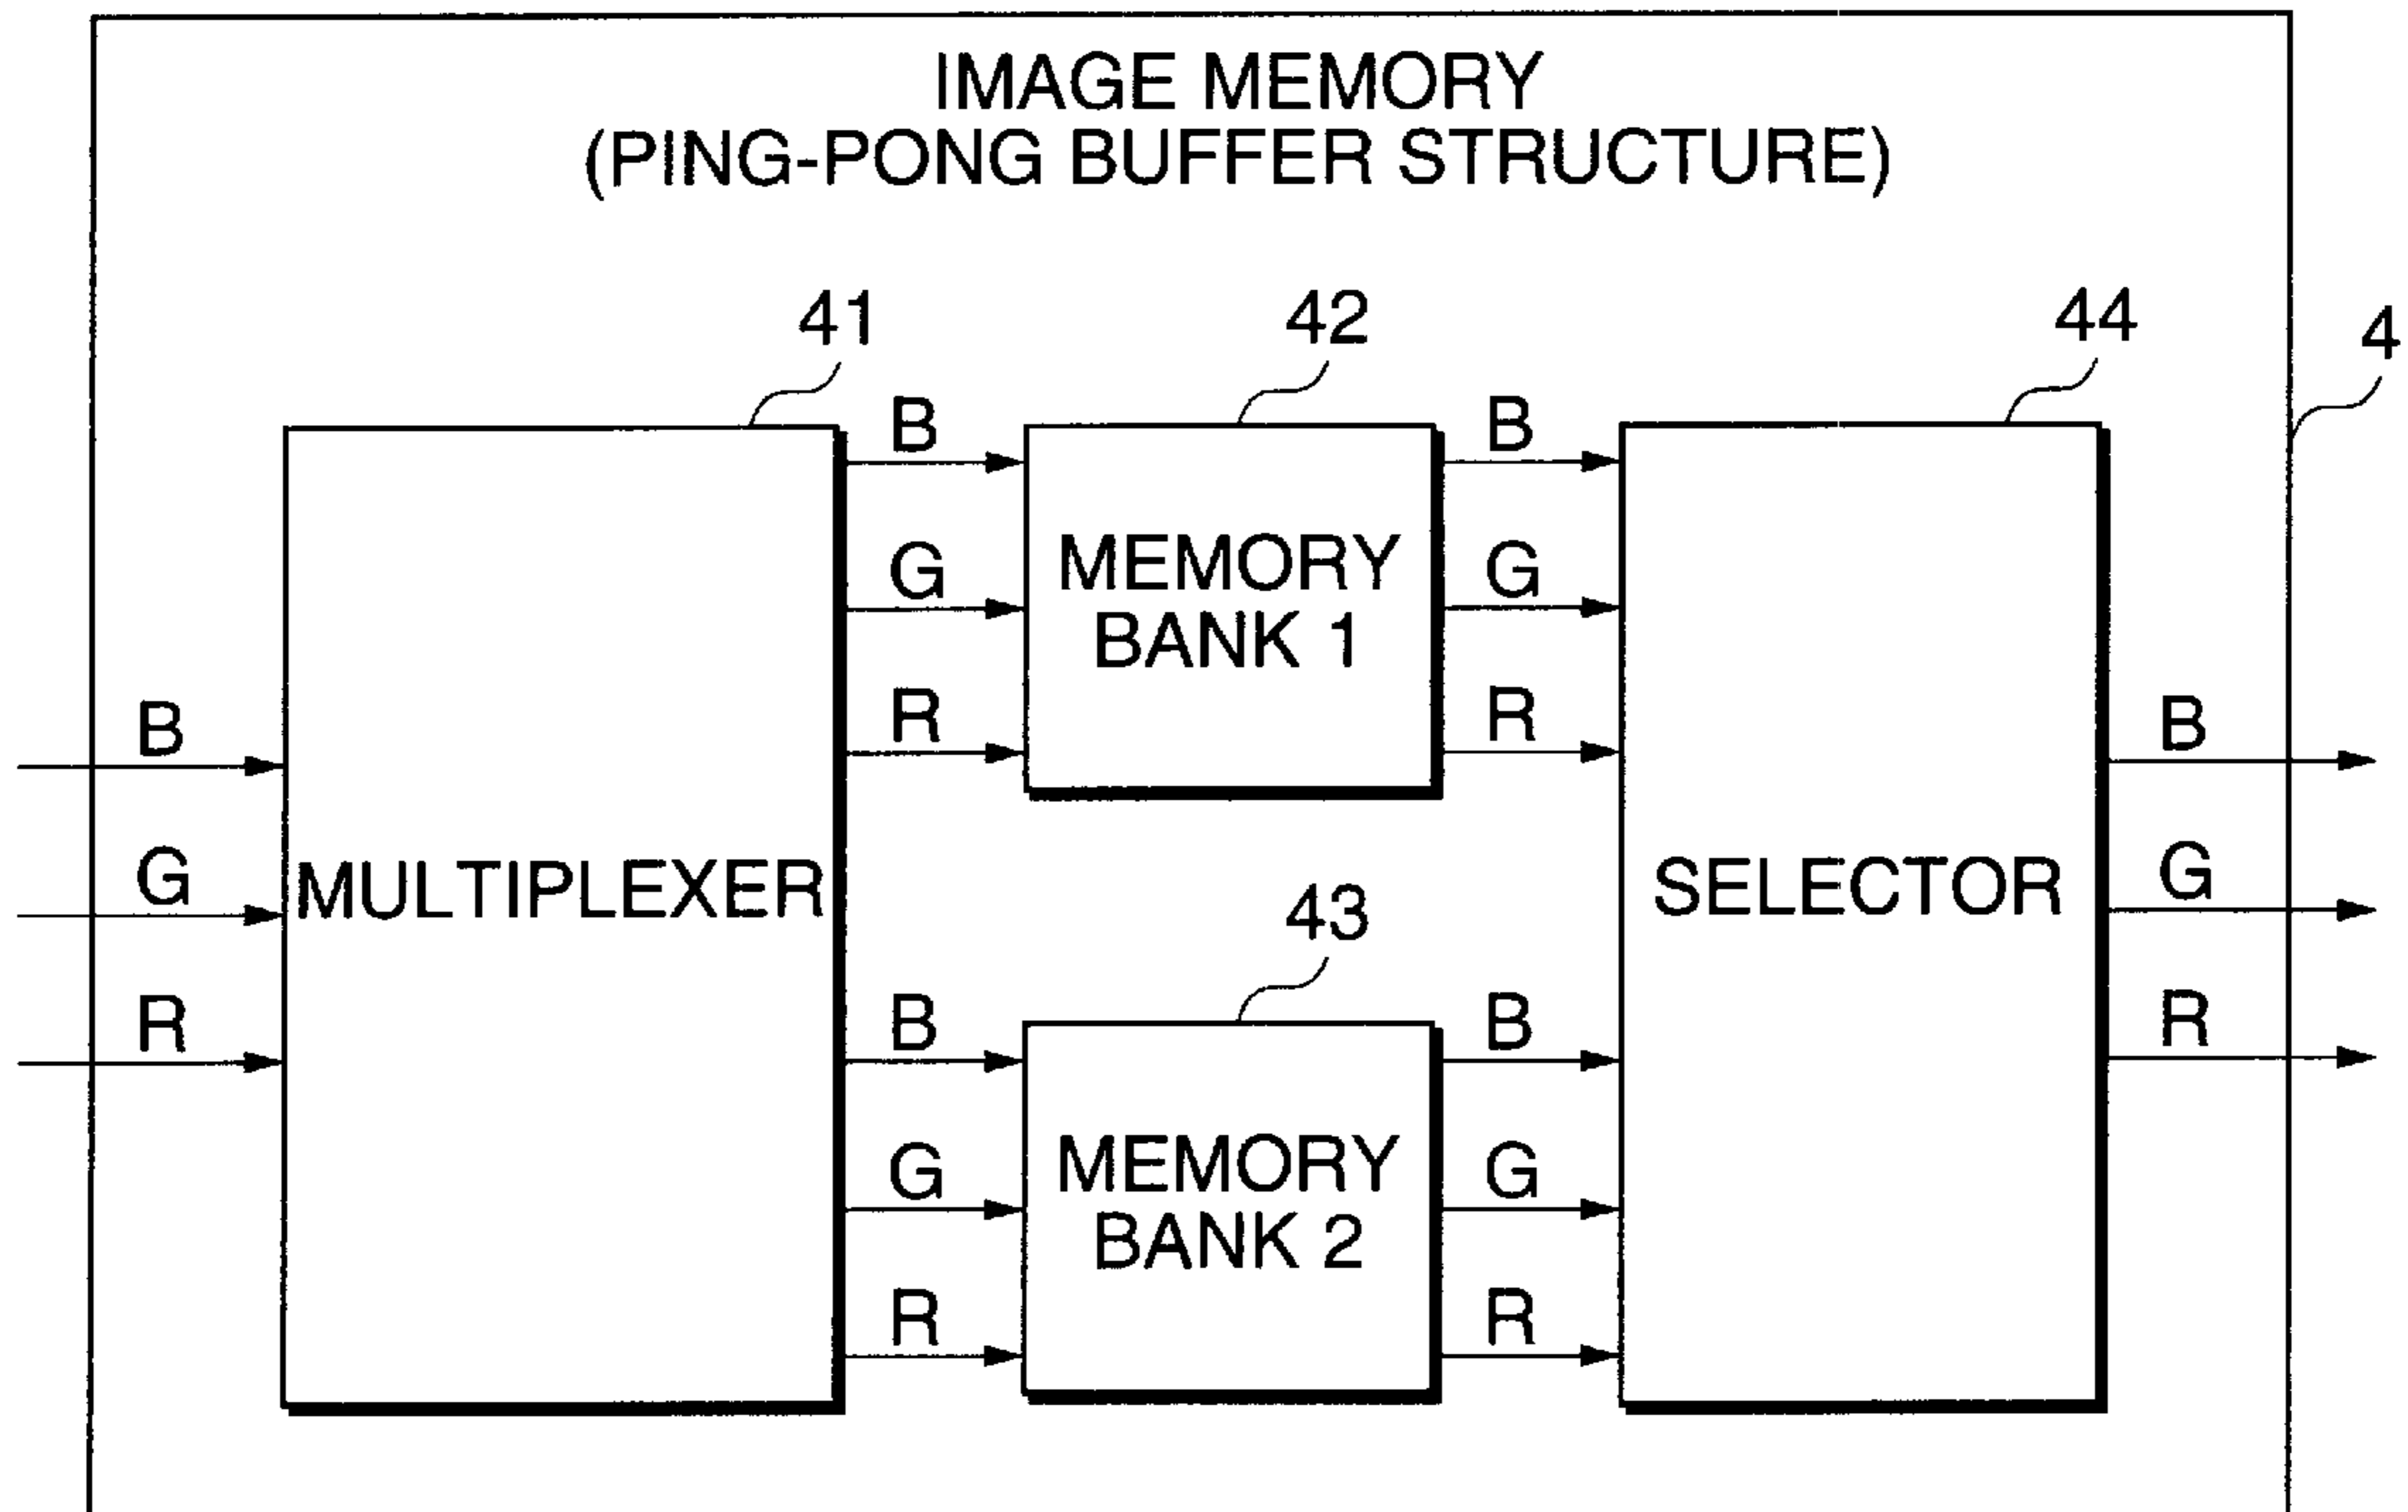 IMAGE MEMORY
(PING-PONG BUFFER STRUCTURE)
41
42
44
4
B
G
R
MULTIPLEXER
B
G
R
MEMORY
BANK 1
B
G
R
43
B
G
R
MEMORY
BANK 2
B
G
R
SELECTOR
B
G
R